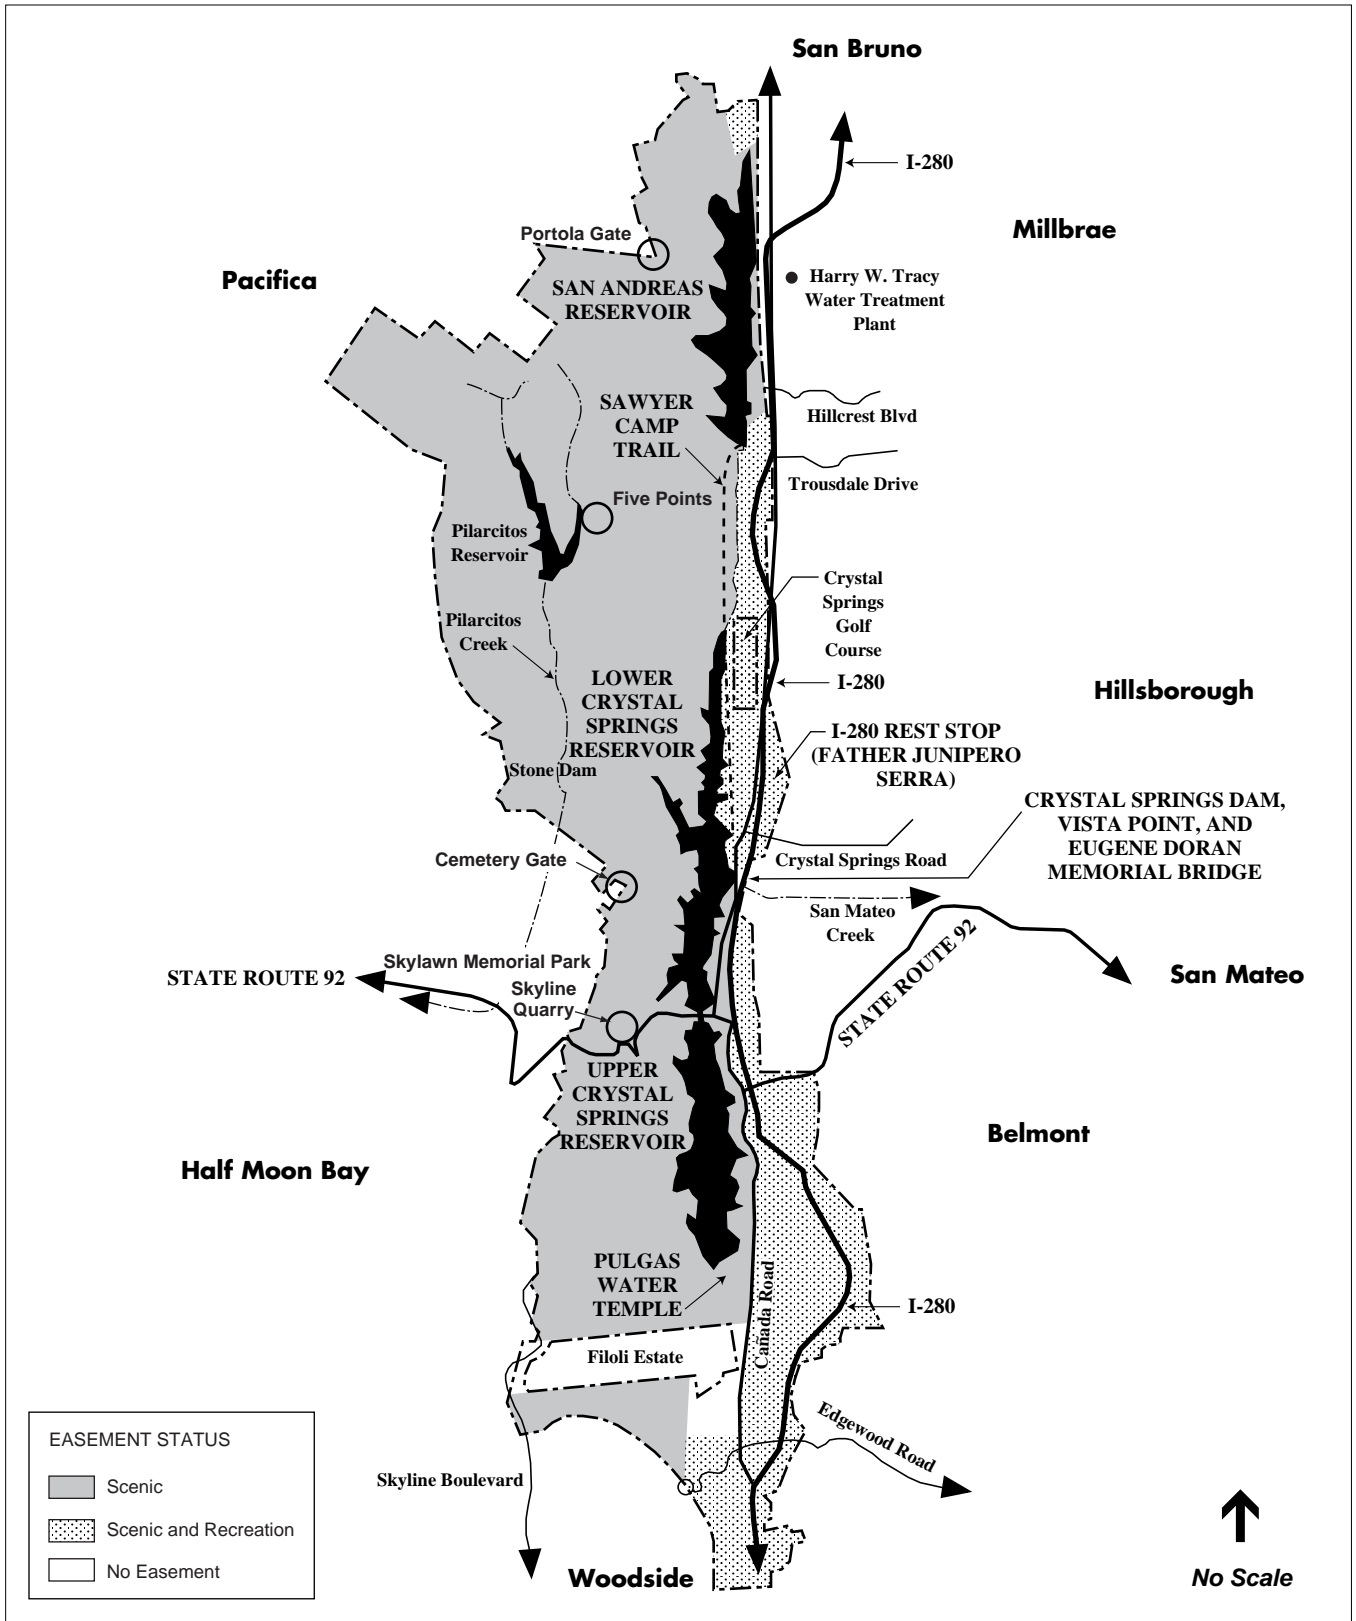 San Bruno
I-280
Millbrae
Portola Gate
Pacifica
SAN ANDREAS
RESERVOIR
Harry W. Tracy
Water Treatment
Plant
SAWYER
CAMP
TRAIL
Hillcrest Blvd
Trousdale Drive
Five Points
Pilarcitos
Reservoir
Crystal
Springs
Golf
Course
Pilarcitos
Creek
LOWER
CRYSTAL
SPRINGS
RESERVOIR
I-280
Hillsborough
I-280 REST STOP
(FATHER JUNIPERO
SERRA)
Stone Dam
CRYSTAL SPRINGS DAM,
VISTA POINT, AND
EUGENE DORAN
MEMORIAL BRIDGE
Cemetery Gate
Crystal Springs Road
San Mateo
Creek
STATE ROUTE 92
San Mateo
Skylawn Memorial Park
STATE ROUTE 92
Skyline
Quarry
UPPER
CRYSTAL
SPRINGS
RESERVOIR
Belmont
Half Moon Bay
PULGAS
WATER
TEMPLE
Cañada Road
I-280
Filoli Estate
Edgewood Road
Skyline Boulevard
Woodside
EASEMENT STATUS
Scenic
Scenic and Recreation
No Easement
No Scale